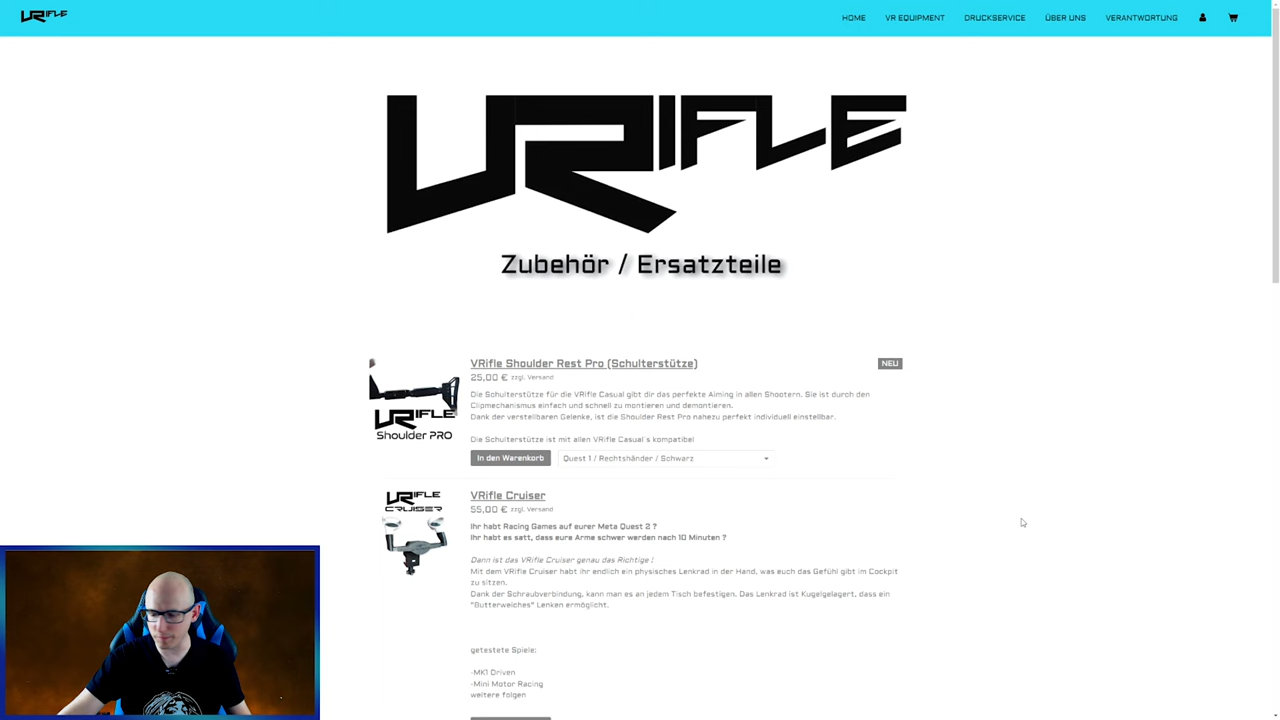 VRIFLE
HOME
VR EQUIPMENT
DRUCKSERVICE
ÜBER UNS
VERANTWORTUNG
VRIFLE
Zubehör / Ersatzteile
VRifle Shoulder Rest Pro (Schulterstütze)
NEU
25,00 € zzgl. Versand
Die Schulterstütze für die VRifle Casual gibt dir das perfekte Aiming in allen Shootern. Sie ist durch den
Clipmechanismus einfach und schnell zu montieren und demontieren.
Dank der verstellbaren Gelenke, ist die Shoulder Rest Pro nahezu perfekt individuell einstellbar.
VRIFLE
Shoulder PRO
Die Schulterstütze ist mit allen VRifle Casual´s kompatibel
In den Warenkorb
Quest 1 / Rechtshänder / Schwarz
VRIFLE
CRUISER
VRifle Cruiser
55,00 € zzgl. Versand
Ihr habt Racing Games auf eurer Meta Quest 2 ?
Ihr habt es satt, dass eure Arme schwer werden nach 10 Minuten ?
Dann ist das VRifle Cruiser genau das Richtige !
Mit dem VRifle Cruiser habt ihr endlich ein physisches Lenkrad in der Hand, was euch das Gefühl gibt im Cockpit
zu sitzen.
Dank der Schraubverbindung, kann man es an jedem Tisch befestigen. Das Lenkrad ist Kugelgelagert, dass ein
"Butterweiches" Lenken ermöglicht.
getestete Spiele:
-MK1 Driven
-Mini Motor Racing
weitere folgen